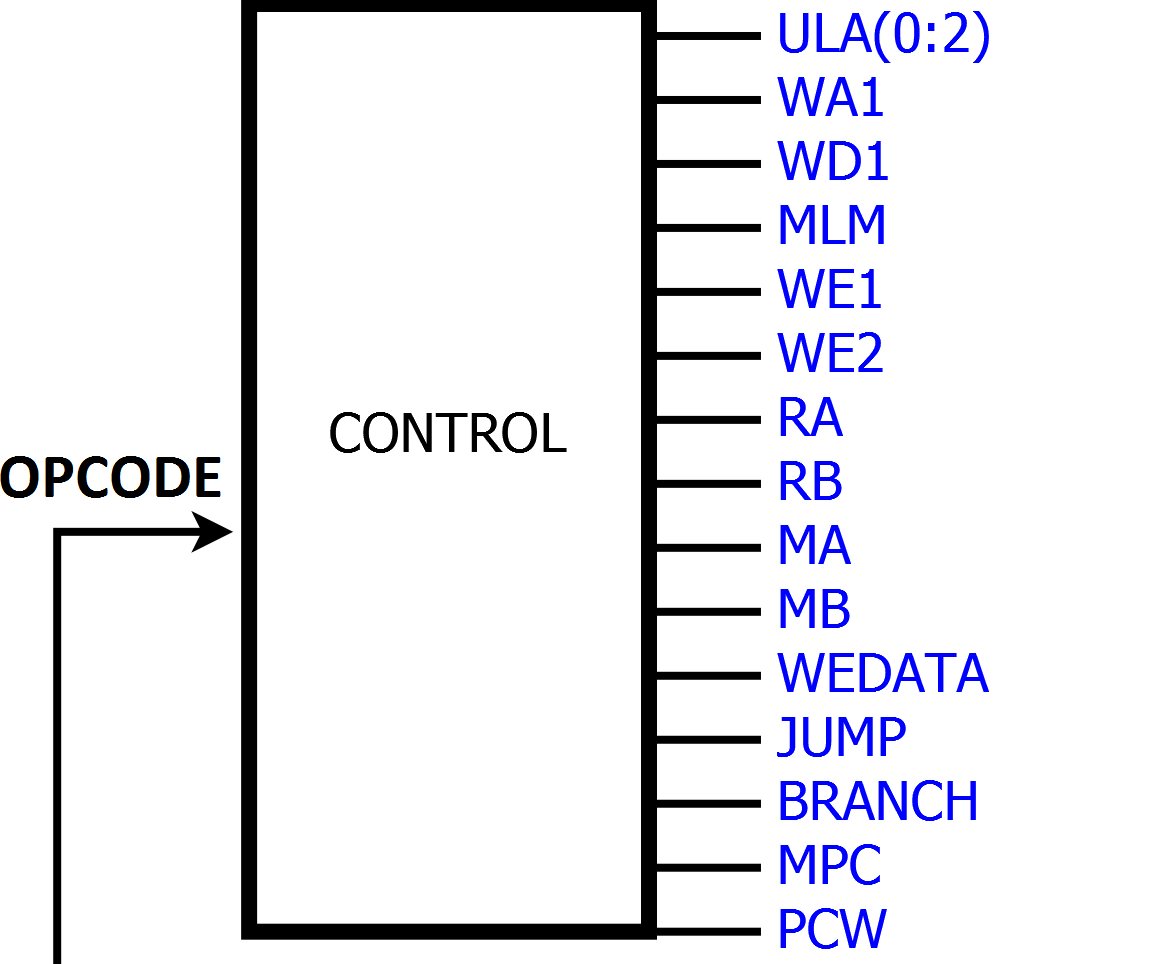 ULA(0:2)
WA1
WD1
MLM
WE1
WE2
RA
CONTROL
OPCODE
RB
MA
MB
WEDATA
JUMP
BRANCH
MPC
PCW